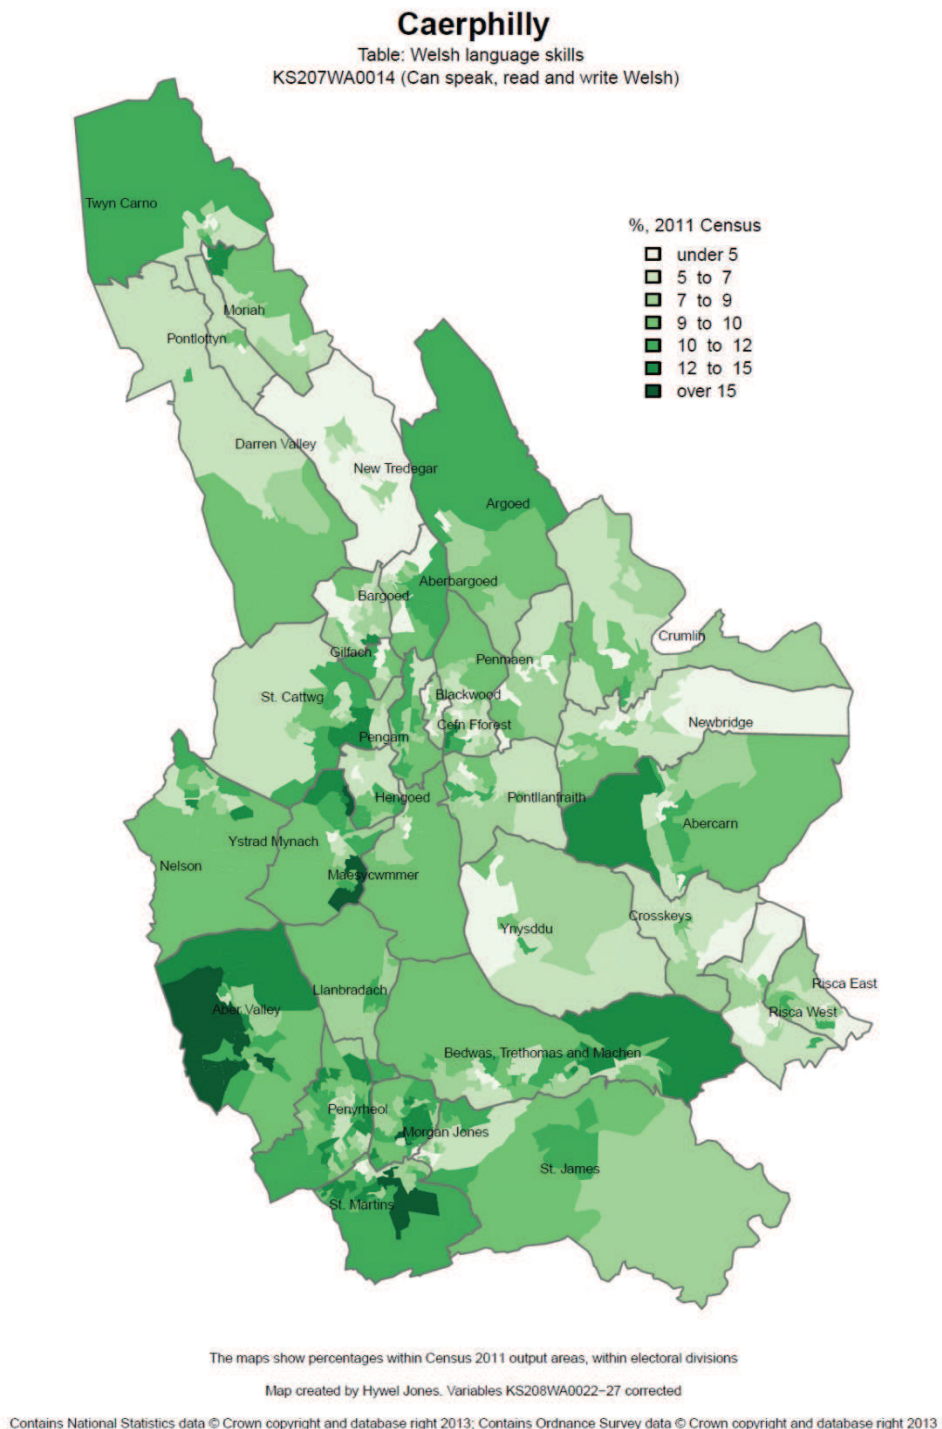 Caerphilly
Table: Welsh language skills
KS207WA0014 (Can speak, read and write Welsh)
Twyn Carno
%, 2011 Census
under 5
5 to 7
7 to 9
9 to 10
10 to 12
12 to 15
over 15
Moriah
Pontlottyn
Darren Valley
New Tredegar
Argoed
Aberbargoed
Bargoed
Crumlin
Gilfach
Penmaen
St. Cattwg
Blackwood
Cefn Fforest
Newbridge
Pengam
Hengoed
Pontllanfraith
Abercarn
Ystrad Mynach
Nelson
Maesycwmmer
Crosskeys
Ynysddu
Risca East
Llanbradach
Aber Valley
Risca West
Bedwas, Trethomas and Machen
Penyrheol
Morgan Jones
St. James
St. Martins
The maps show percentages within Census 2011 output areas, within electoral divisions
Map created by Hywel Jones. Variables KS208WA0022−27 corrected
Contains National Statistics data © Crown copyright and database right 2013; Contains Ordnance Survey data © Crown copyright and database right 2013